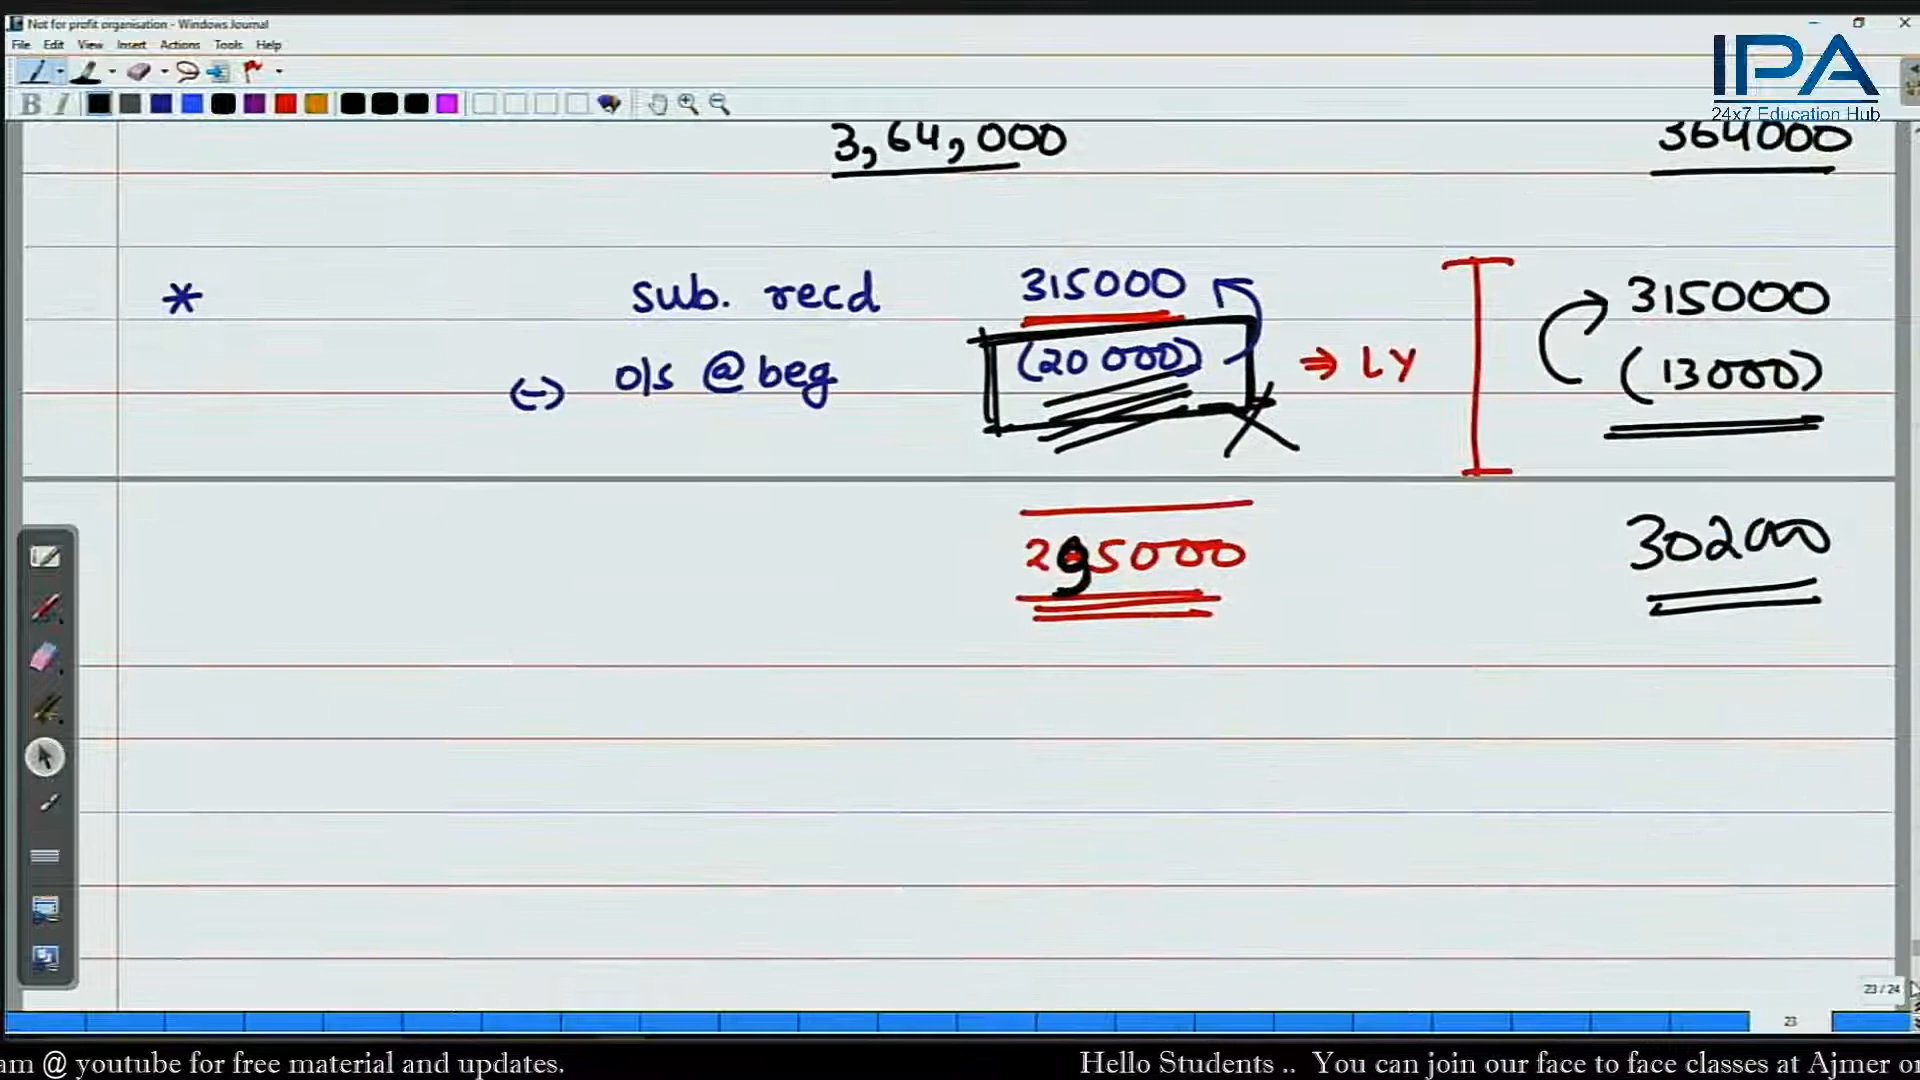 Not for profit organisation - Windows Journal
File Edit View Insert Actions Tools Help
B I
IPA
24x7 Education Hub
3,64,000 364000
* sub. recd 315000 315000
(-) o/s @ beg (20 000) ⇒ LY (13000)
295000 302000
23 / 24
23
am @ youtube for free material and updates. Hello Students .. You can join our face to face classes at Ajmer or